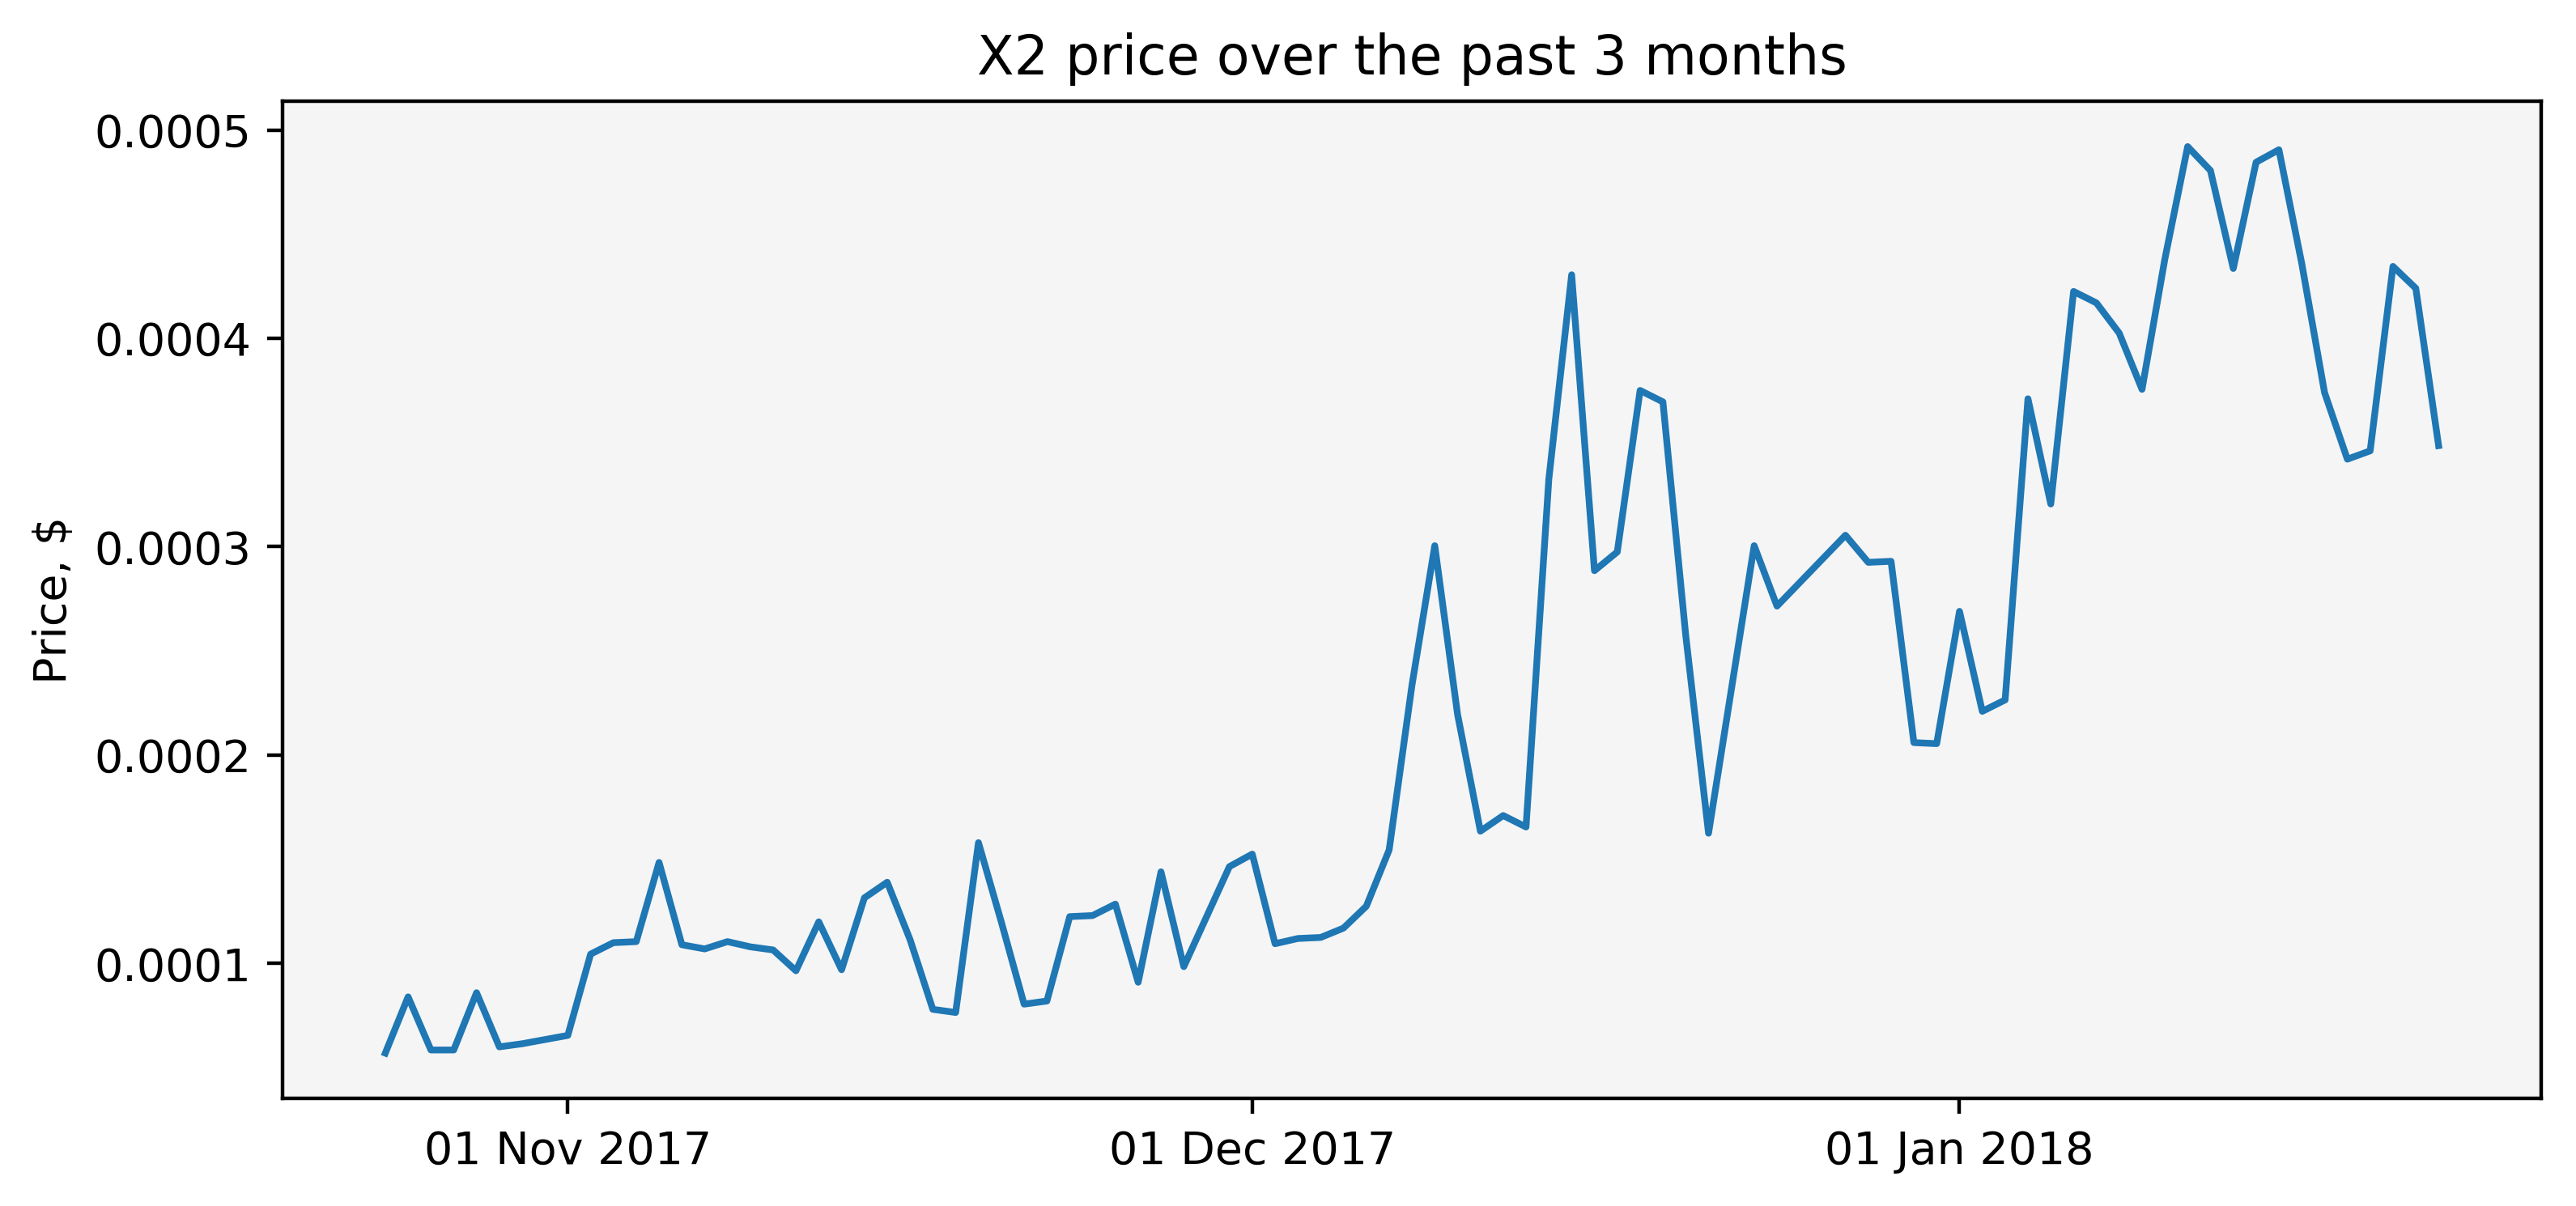 X2 price over the past 3 months
Price, $
0.0005
0.0004
0.0003
0.0002
0.0001
01 Nov 2017
01 Dec 2017
01 Jan 2018